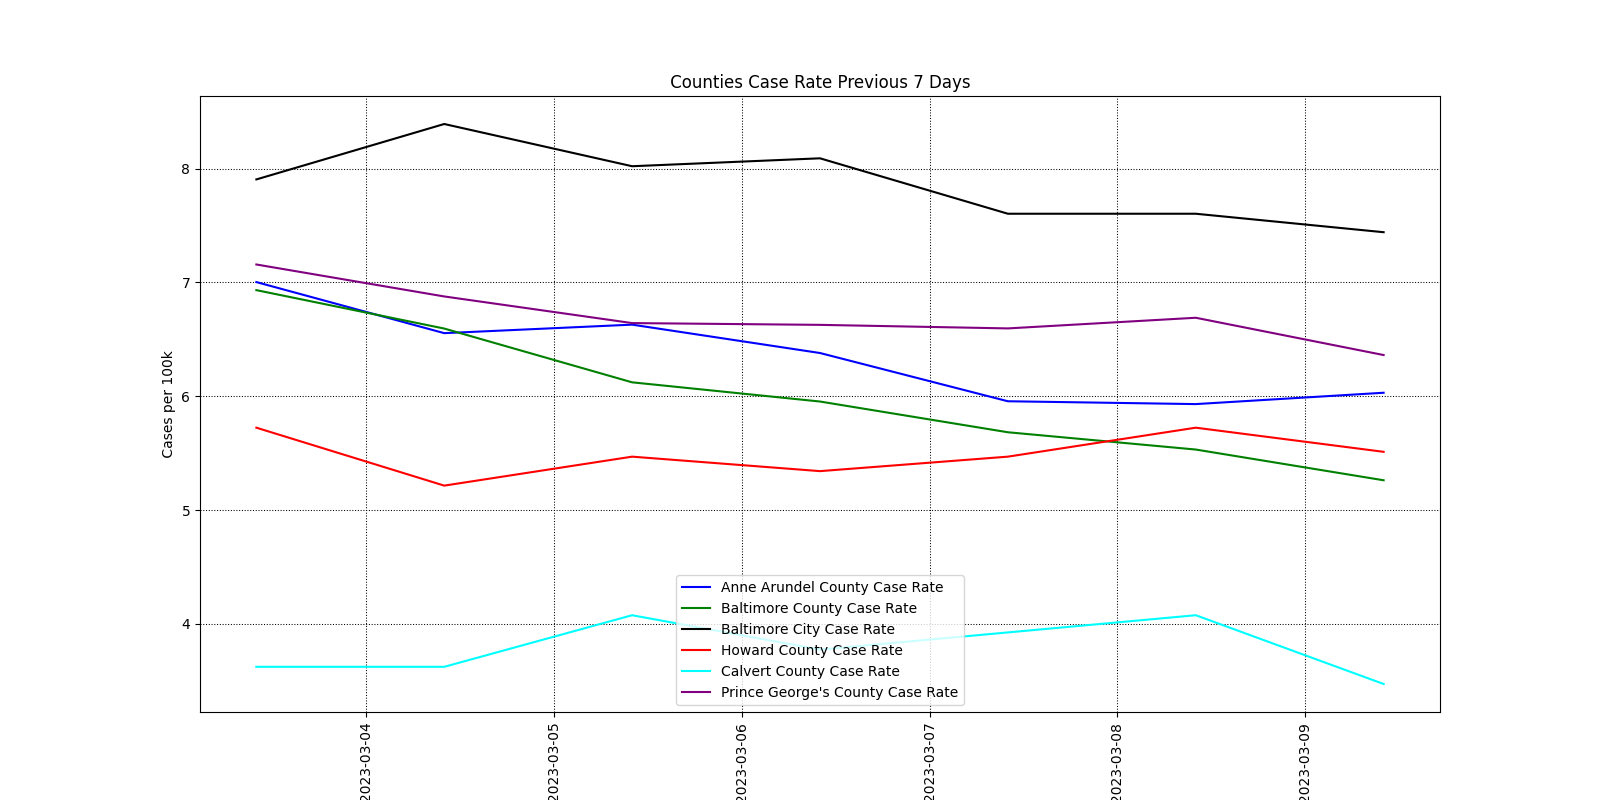 Counties Case Rate Previous 7 Days
Cases per 100k
8
7
6
5
4
Anne Arundel County Case Rate
Baltimore County Case Rate
Baltimore City Case Rate
Howard County Case Rate
Calvert County Case Rate
Prince George's County Case Rate
2023-03-04
2023-03-05
2023-03-06
2023-03-07
2023-03-08
2023-03-09